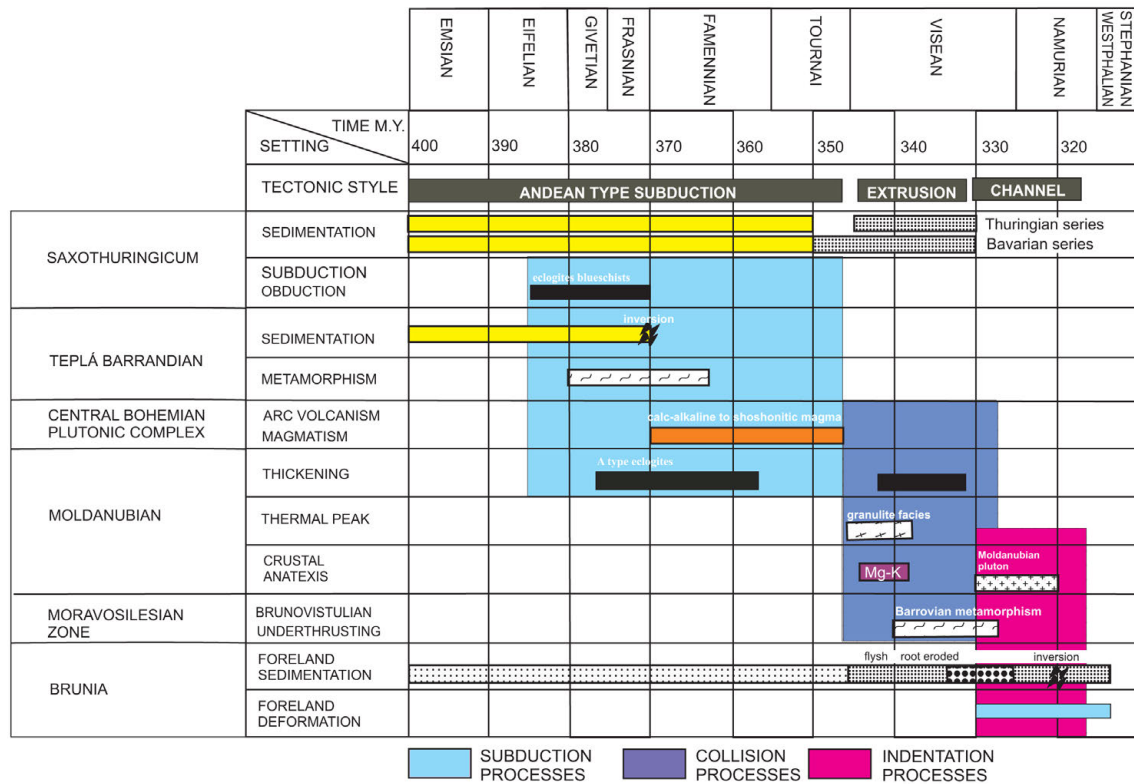 EMSIAN
EIFELIAN
GIVETIAN
FRASNIAN
FAMENNIAN
TOURNAI
VISEAN
NAMURIAN
STEPHANIAN
WESTPHALIAN
TIME M.Y.
SETTING
400 390 380 370 360 350 340 330 320
TECTONIC STYLE
ANDEAN TYPE SUBDUCTION
EXTRUSION
CHANNEL
SAXOTHURINGICUM
SEDIMENTATION
Thuringian series
Bavarian series
SUBDUCTION
OBDUCTION
eclogites blueschists
TEPLÁ BARRANDIAN
SEDIMENTATION
inversion
METAMORPHISM
CENTRAL BOHEMIAN
PLUTONIC COMPLEX
ARC VOLCANISM
MAGMATISM
calc-alkaline to shoshonitic magma
MOLDANUBIAN
THICKENING
A type eclogites
THERMAL PEAK
granulite facies
CRUSTAL
ANATEXIS
Mg-K
Moldanubian
pluton
MORAVOSILESIAN
ZONE
BRUNOVISTULIAN
UNDERTHRUSTING
Barrovian metamorphism
BRUNIA
FORELAND
SEDIMENTATION
flysh root eroded inversion
FORELAND
DEFORMATION
SUBDUCTION
PROCESSES
COLLISION
PROCESSES
INDENTATION
PROCESSES